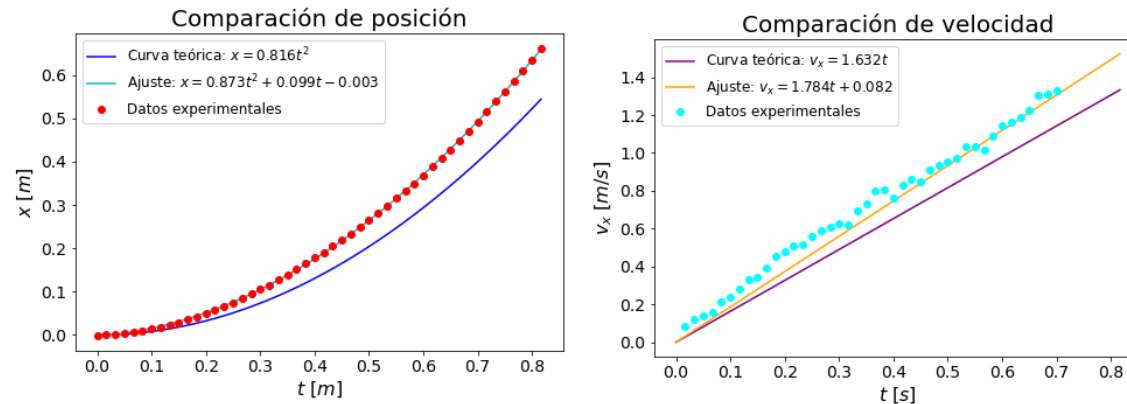 Comparación de posición
Curva teórica: x = 0.816t²
Ajuste: x = 0.873t² + 0.099t − 0.003
Datos experimentales
0.6
0.5
0.4
0.3
0.2
0.1
0.0
x [m]
0.0 0.1 0.2 0.3 0.4 0.5 0.6 0.7 0.8
t [m]
Comparación de velocidad
Curva teórica: vₓ = 1.632t
Ajuste: vₓ = 1.784t + 0.082
Datos experimentales
1.4
1.2
1.0
0.8
0.6
0.4
0.2
0.0
vₓ [m/s]
0.0 0.1 0.2 0.3 0.4 0.5 0.6 0.7 0.8
t [s]